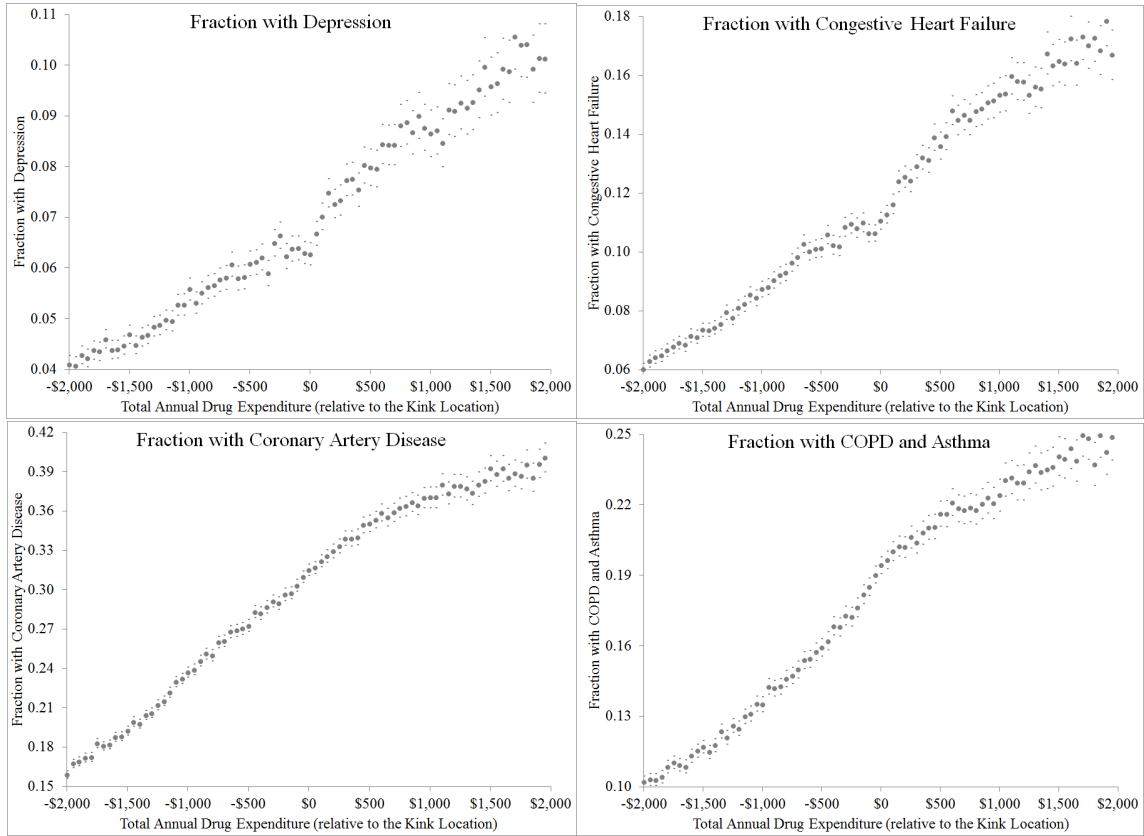 Fraction with Depression
Fraction with Depression
0.11
0.10
0.09
0.08
0.07
0.06
0.05
0.04
-$2,000 -$1,500 -$1,000 -$500 $0 $500 $1,000 $1,500 $2,000
Total Annual Drug Expenditure (relative to the Kink Location)
Fraction with Congestive Heart Failure
Fraction with Congestive Heart Failure
0.18
0.16
0.14
0.12
0.10
0.08
0.06
-$2,000 -$1,500 -$1,000 -$500 $0 $500 $1,000 $1,500 $2,000
Total Annual Drug Expenditure (relative to the Kink Location)
Fraction with Coronary Artery Disease
Fraction with Coronary Artery Disease
0.42
0.39
0.36
0.33
0.30
0.27
0.24
0.21
0.18
0.15
-$2,000 -$1,500 -$1,000 -$500 $0 $500 $1,000 $1,500 $2,000
Total Annual Drug Expenditure (relative to the Kink Location)
Fraction with COPD and Asthma
Fraction with COPD and Asthma
0.25
0.22
0.19
0.16
0.13
0.10
-$2,000 -$1,500 -$1,000 -$500 $0 $500 $1,000 $1,500 $2,000
Total Annual Drug Expenditure (relative to the Kink Location)